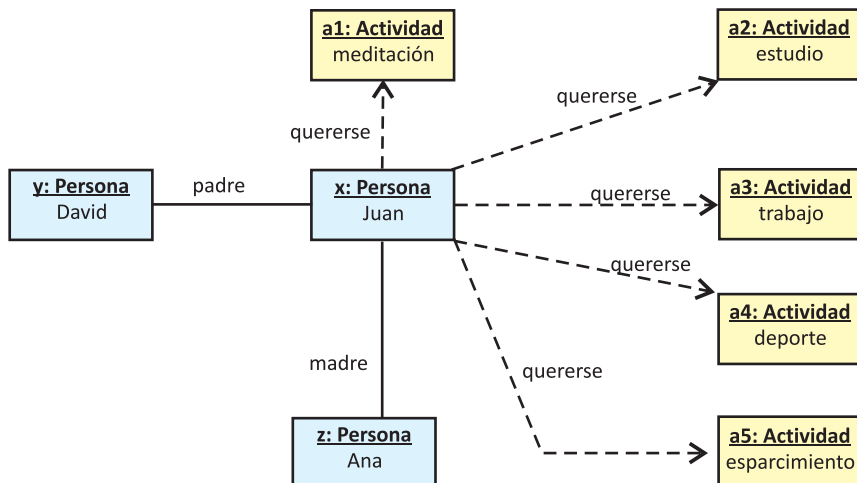 a1: Actividad
meditación
a2: Actividad
estudio
quererse
quererse
y: Persona
David
padre
x: Persona
Juan
quererse
a3: Actividad
trabajo
quererse
a4: Actividad
deporte
madre
quererse
z: Persona
Ana
a5: Actividad
esparcimiento